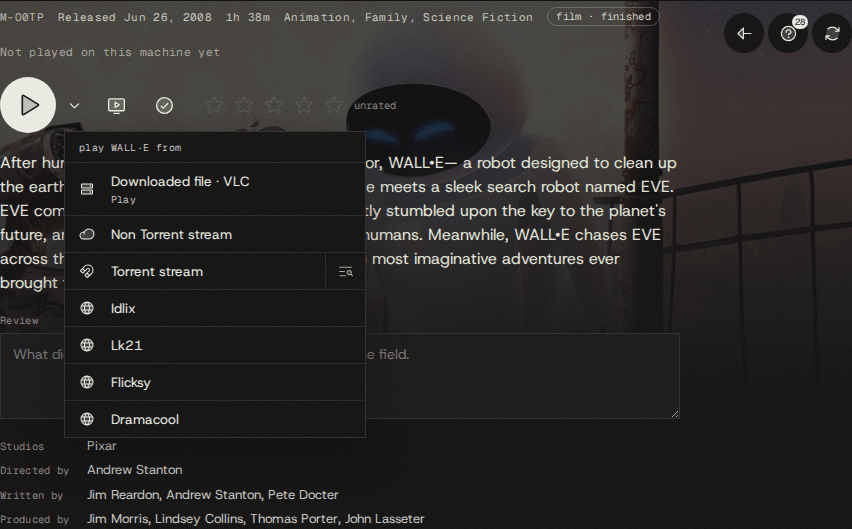 M-O0TP Released Jun 26, 2008 1h 38m Animation, Family, Science Fiction film · finished
28
Not played on this machine yet
unrated
play WALL·E from
Downloaded file · VLC
Play
Non Torrent stream
Torrent stream
Idlix
Lk21
Flicksy
Dramacool
After hu or, WALL•E— a robot designed to clean up
the earth e meets a sleek search robot named EVE.
EVE com tly stumbled upon the key to the planet's
future, a humans. Meanwhile, WALL•E chases EVE
across th most imaginative adventures ever
brought
Review
What di e field.
Studios Pixar
Directed by Andrew Stanton
Written by Jim Reardon, Andrew Stanton, Pete Docter
Produced by Jim Morris, Lindsey Collins, Thomas Porter, John Lasseter